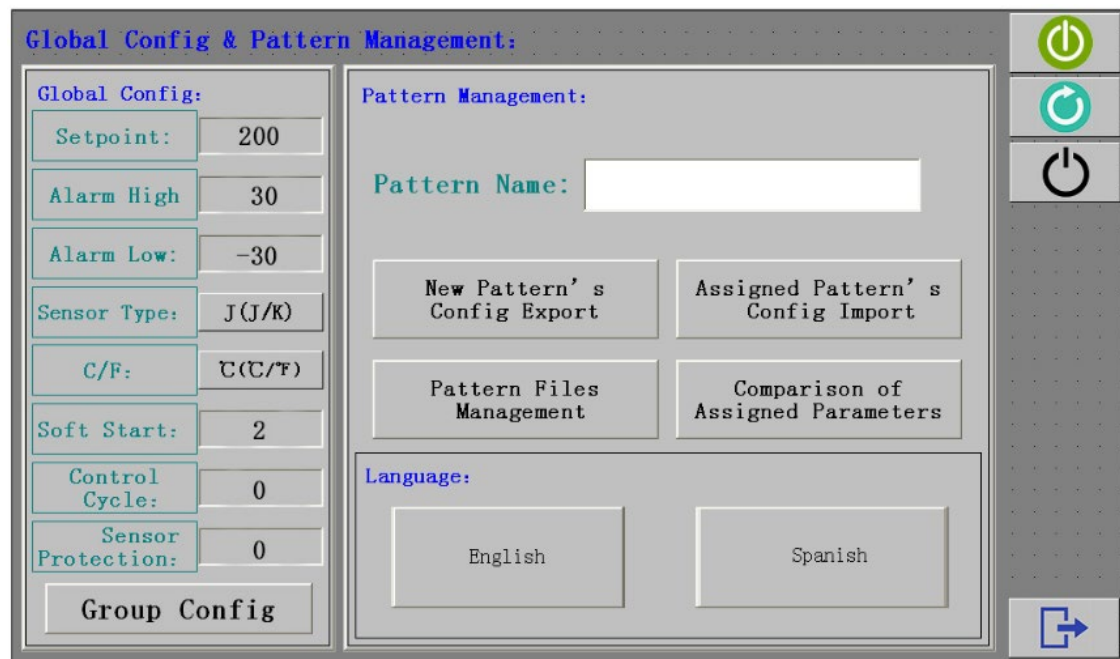 Global Config & Pattern Management:
Global Config:
Setpoint:
200
Alarm High
30
Alarm Low:
-30
Sensor Type:
J(J/K)
C/F:
℃(℃/℉)
Soft Start:
2
Control
Cycle:
0
Sensor
Protection:
0
Group Config
Pattern Management:
Pattern Name:
New Pattern's
Config Export
Assigned Pattern's
Config Import
Pattern Files
Management
Comparison of
Assigned Parameters
Language:
English
Spanish